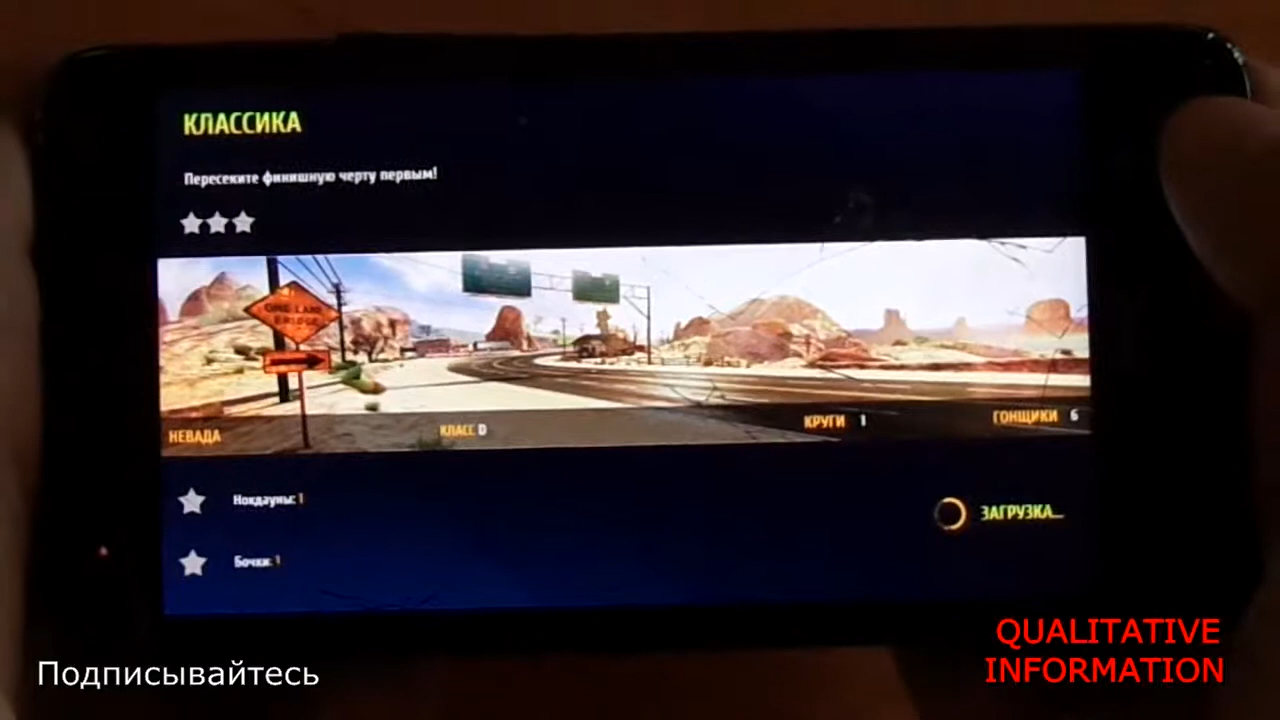 КЛАССИКА
Пересеките финишную черту первым!
ONE LANE
BRIDGE
НЕВАДА
КЛАСС D
КРУГИ 1
ГОНЩИКИ 6
Нокдауны: 1
ЗАГРУЗКА...
Бочки: 1
QUALITATIVE
INFORMATION
Подписывайтесь